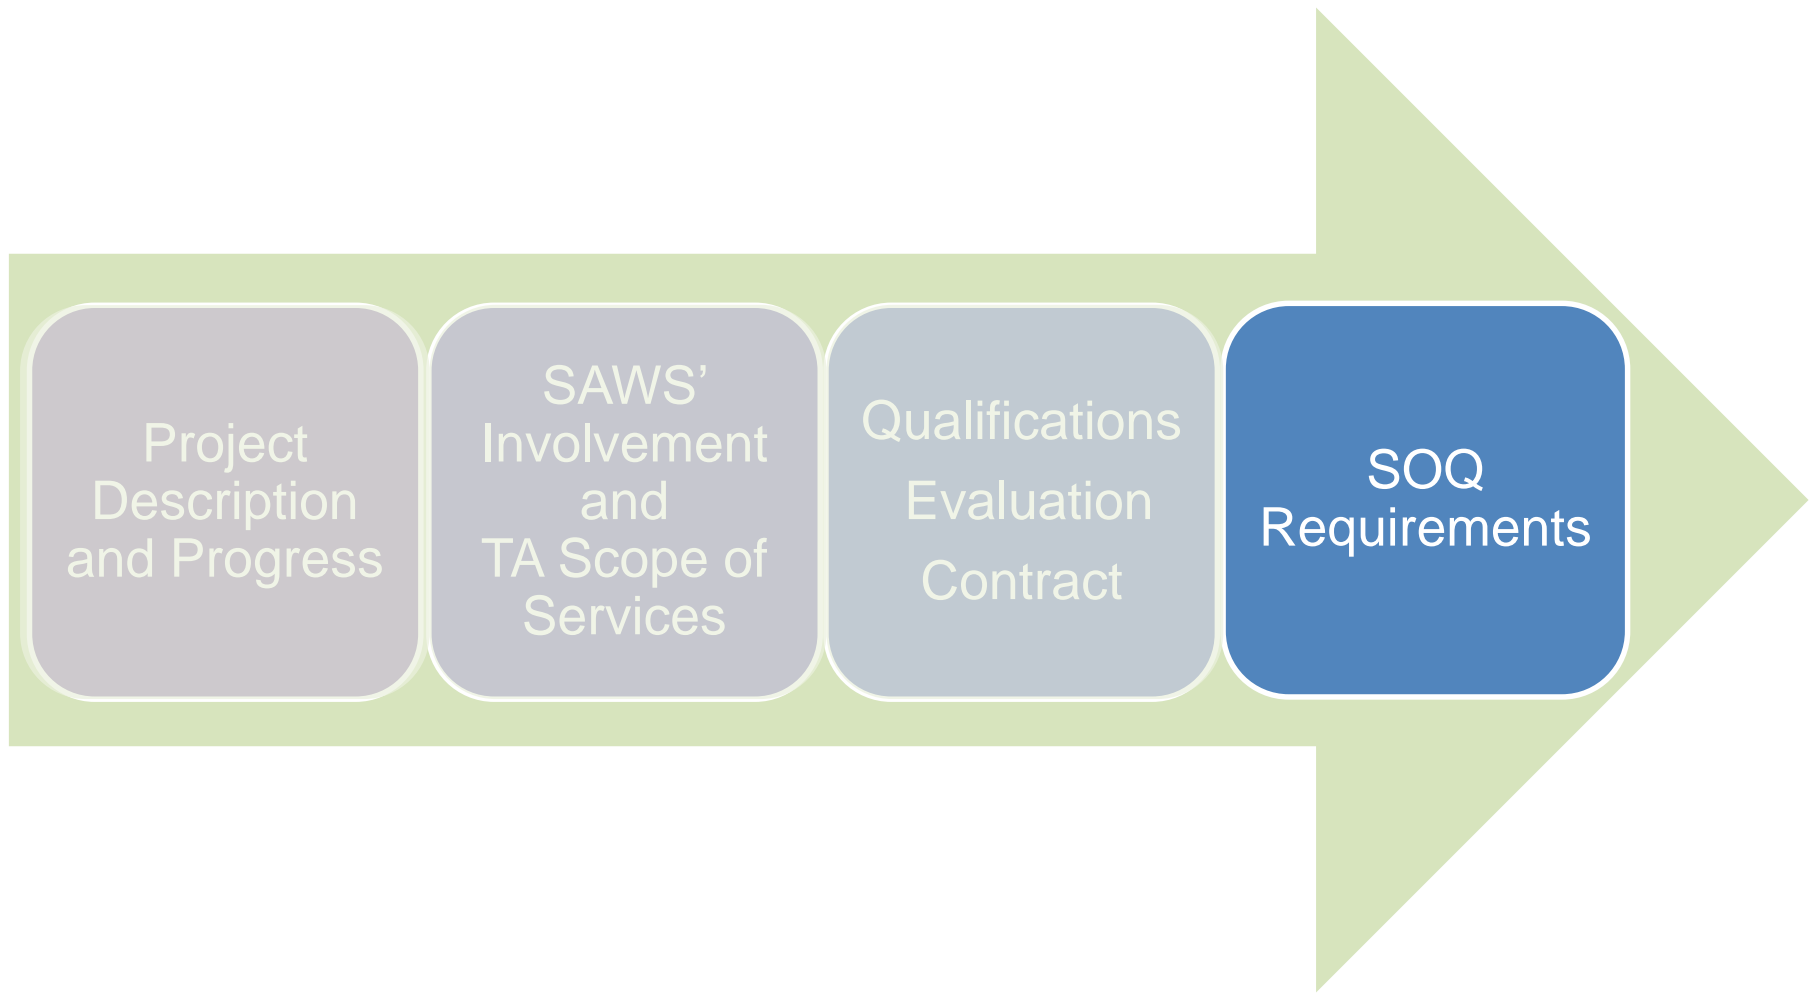 Project
Description
and Progress
SAWS’
Involvement
and
TA Scope of
Services
Qualifications
Evaluation
Contract
SOQ
Requirements